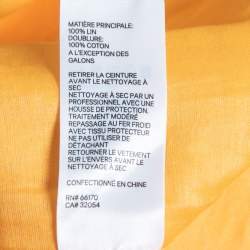 MATIÈRE PRINCIPALE:
100% LIN
DOUBLURE:
100% COTON
A L'EXCEPTION DES
GALONS
RETIRER LA CEINTURE
AVANT LE NETTOYAGE À
SEC
NETTOYAGE À SEC PAR UN
PROFESSIONNEL AVEC UNE
HOUSSE DE PROTECTION.
TRAITEMENT MODÉRÉ
REPASSAGE AU FER FROID
AVEC TISSU PROTECTEUR
NE PAS UTILISER DE
DÉTACHANT
RETOURNER LE VÊTEMENT
SUR L'ENVERS AVANT LE
NETTOYAGE À SEC
CONFECTIONNÉ EN CHINE
RN# 66170
CA# 32054